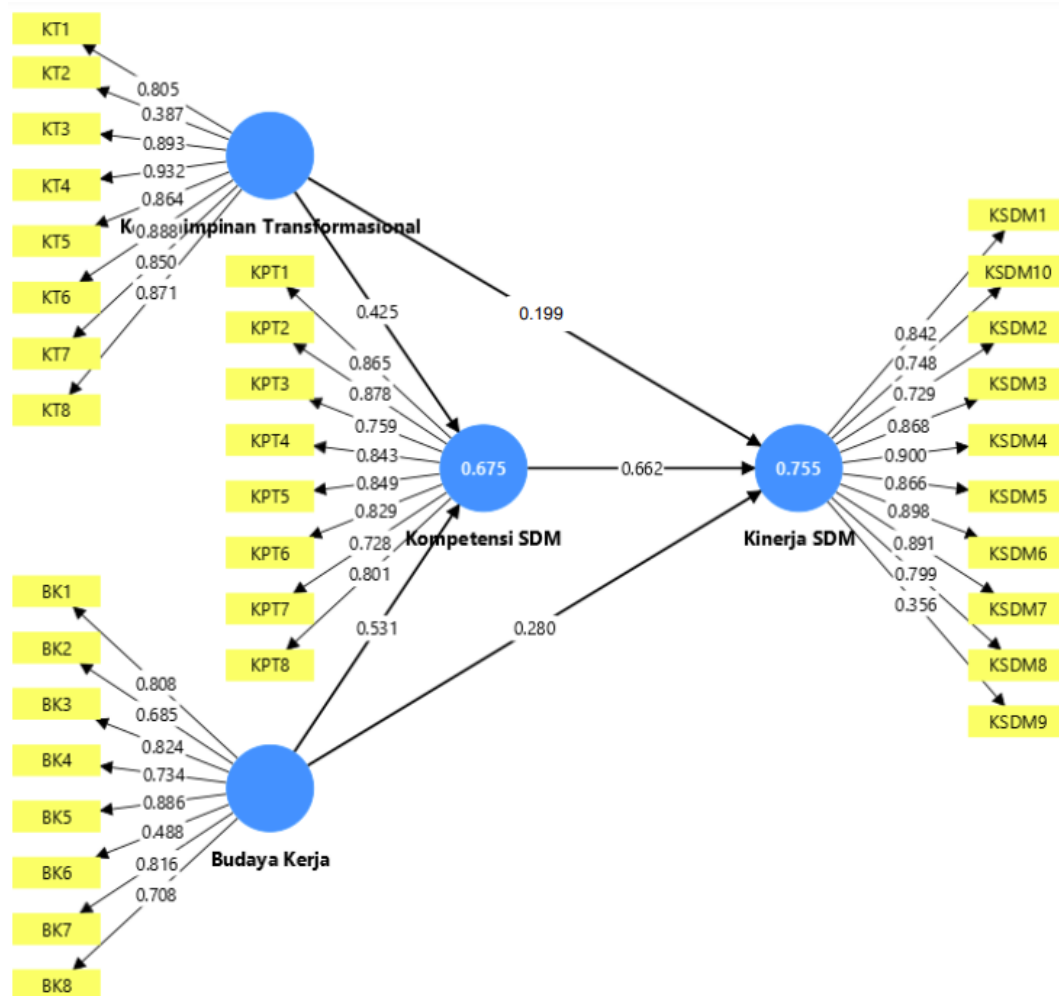 KT1
KT2
KT3
KT4
KT5
KT6
KT7
KT8
0.805
0.387
0.893
0.932
0.864
0.888
0.850
0.871
Transformasional
KPT1
KPT2
KPT3
KPT4
KPT5
KPT6
KPT7
KPT8
0.865
0.878
0.759
0.843
0.849
0.829
0.728
0.801
0.425
0.199
0.675
Kompetensi SDM
0.662
0.755
Kinerja SDM
0.531
0.280
KSDM1
KSDM10
KSDM2
KSDM3
KSDM4
KSDM5
KSDM6
KSDM7
KSDM8
KSDM9
0.842
0.748
0.729
0.868
0.900
0.866
0.898
0.891
0.799
0.356
BK1
BK2
BK3
BK4
BK5
BK6
BK7
BK8
0.808
0.685
0.824
0.734
0.886
0.488
0.816
0.708
Budaya Kerja